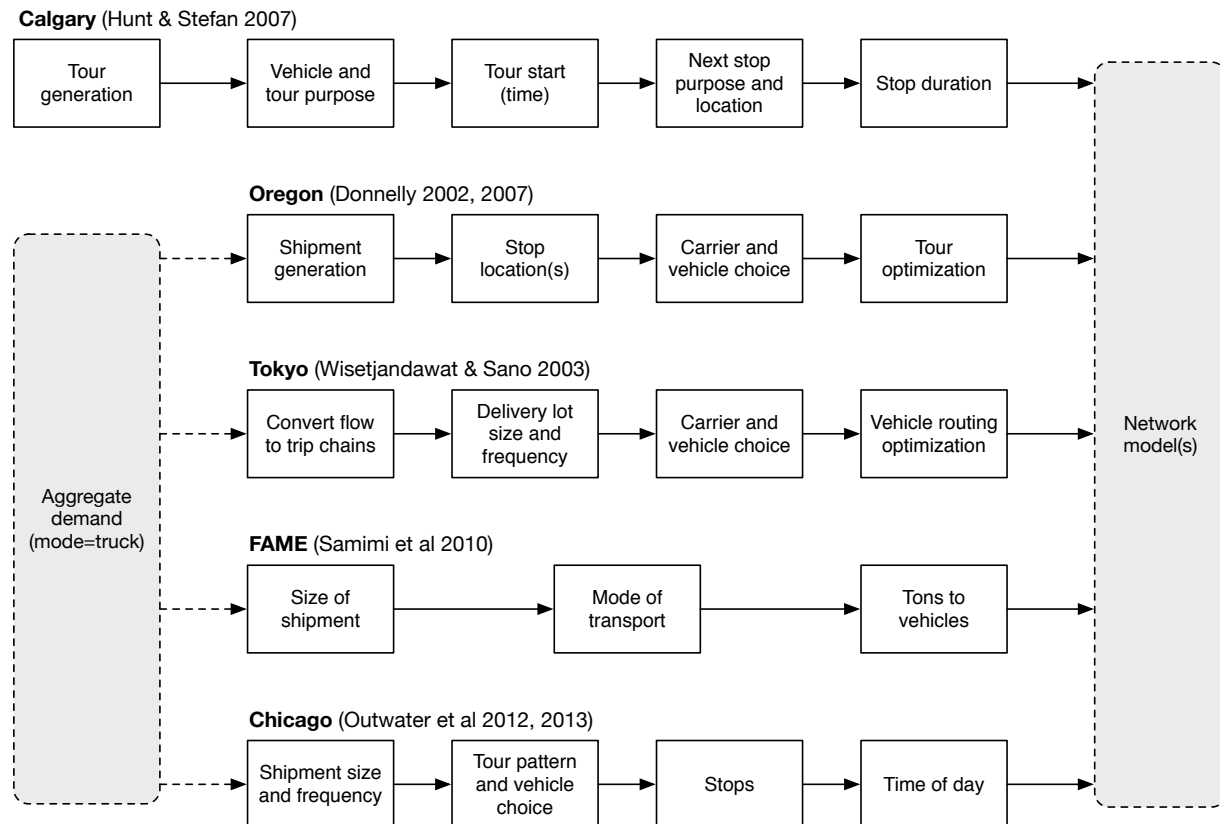 Calgary (Hunt & Stefan 2007)
Tour
generation
Vehicle and
tour purpose
Tour start
(time)
Next stop
purpose and
location
Stop duration
Oregon (Donnelly 2002, 2007)
Shipment
generation
Stop
location(s)
Carrier and
vehicle choice
Tour
optimization
Tokyo (Wisetjandawat & Sano 2003)
Convert flow
to trip chains
Delivery lot
size and
frequency
Carrier and
vehicle choice
Vehicle routing
optimization
Network
model(s)
Aggregate
demand
(mode=truck)
FAME (Samimi et al 2010)
Size of
shipment
Mode of
transport
Tons to
vehicles
Chicago (Outwater et al 2012, 2013)
Shipment size
and frequency
Tour pattern
and vehicle
choice
Stops
Time of day